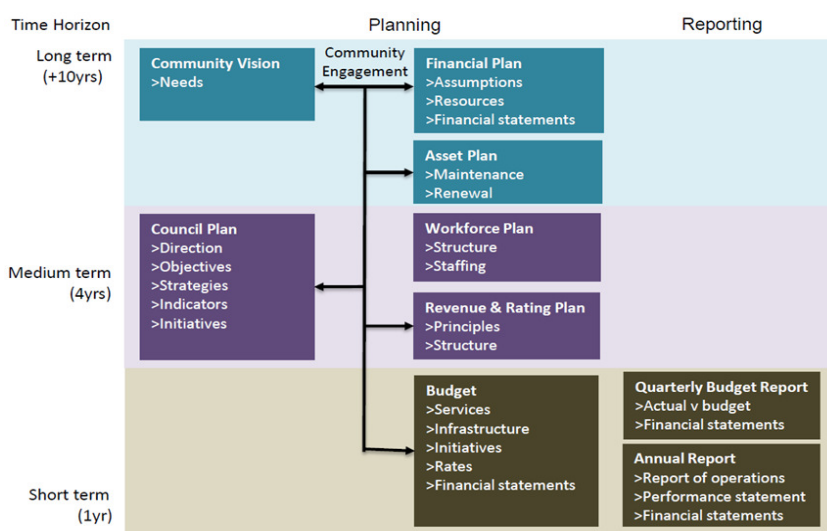 Time Horizon
Planning
Reporting
Long term
(+10yrs)
Community Vision
>Needs
Community
Engagement
Financial Plan
>Assumptions
>Resources
>Financial statements
Asset Plan
>Maintenance
>Renewal
Medium term
(4yrs)
Council Plan
>Direction
>Objectives
>Strategies
>Indicators
>Initiatives
Workforce Plan
>Structure
>Staffing
Revenue & Rating Plan
>Principles
>Structure
Short term
(1yr)
Budget
>Services
>Infrastructure
>Initiatives
>Rates
>Financial statements
Quarterly Budget Report
>Actual v budget
>Financial statements
Annual Report
>Report of operations
>Performance statement
>Financial statements